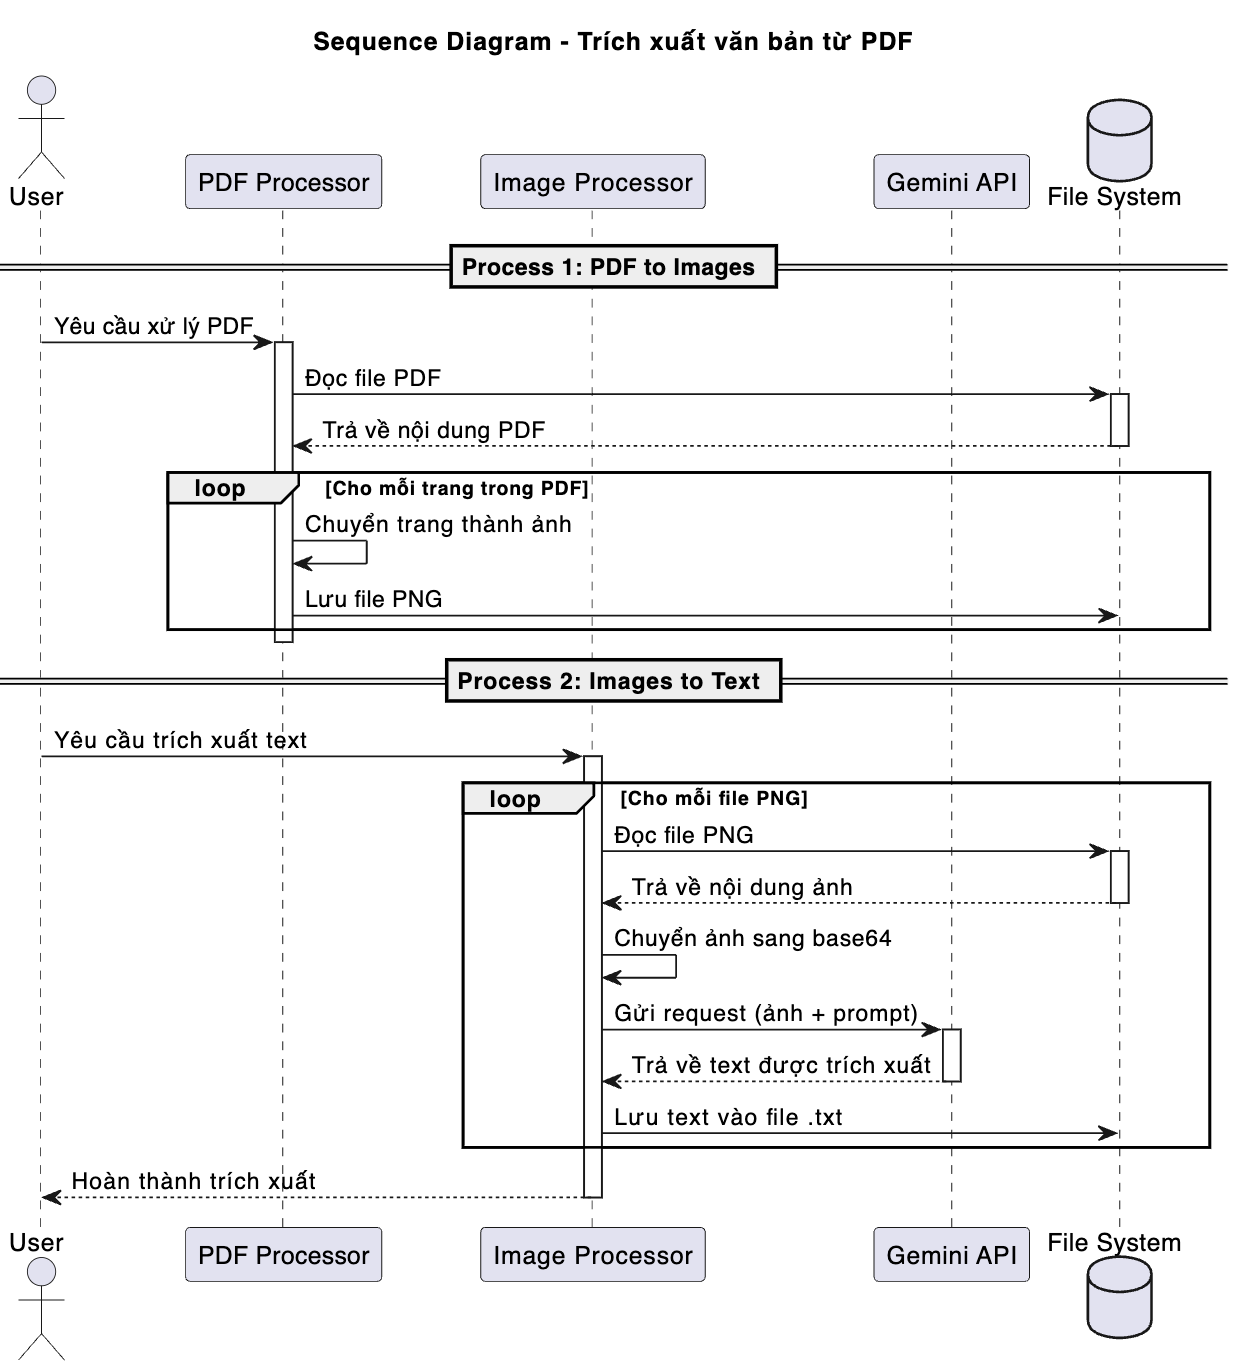 Sequence Diagram - Trích xuất văn bản từ PDF
User
PDF Processor
Image Processor
Gemini API
File System
Process 1: PDF to Images
Yêu cầu xử lý PDF
Đọc file PDF
Trả về nội dung PDF
loop
[Cho mỗi trang trong PDF]
Chuyển trang thành ảnh
Lưu file PNG
Process 2: Images to Text
Yêu cầu trích xuất text
loop
[Cho mỗi file PNG]
Đọc file PNG
Trả về nội dung ảnh
Chuyển ảnh sang base64
Gửi request (ảnh + prompt)
Trả về text được trích xuất
Lưu text vào file .txt
Hoàn thành trích xuất
User
PDF Processor
Image Processor
Gemini API
File System